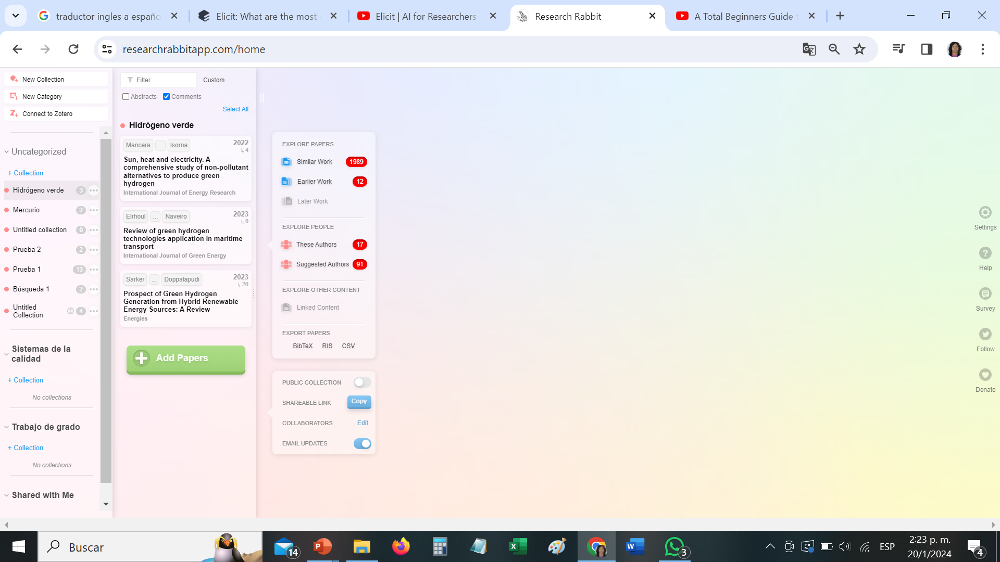 traductor ingles a españo
Elicit: What are the most
Elicit | AI for Researchers
Research Rabbit
A Total Beginners Guide t
researchrabbitapp.com/home
New Collection
New Category
Connect to Zotero
Uncategorized
+ Collection
Hidrógeno verde 3
Mercurio 2
Untitled collection 0
Prueba 2 2
Prueba 1 13
Búsqueda 1 2
Untitled
Collection 4
Sistemas de la
calidad
+ Collection
No collections
Trabajo de grado
+ Collection
No collections
Shared with Me
Filter Custom
Abstracts Comments
Select All
Hidrógeno verde
Mancera ... Isorna 2022
4
Sun, heat and electricity. A
comprehensive study of non-pollutant
alternatives to produce green
hydrogen
International Journal of Energy Research
Elrhoul ... Naveiro 2023
0
Review of green hydrogen
technologies application in maritime
transport
International Journal of Green Energy
Sarker ... Doppalapudi 2023
20
Prospect of Green Hydrogen
Generation from Hybrid Renewable
Energy Sources: A Review
Energies
Add Papers
EXPLORE PAPERS
Similar Work 1989
Earlier Work 12
Later Work
EXPLORE PEOPLE
These Authors 17
Suggested Authors 91
EXPLORE OTHER CONTENT
Linked Content
EXPORT PAPERS
BibTeX RIS CSV
PUBLIC COLLECTION
SHAREABLE LINK Copy
COLLABORATORS Edit
EMAIL UPDATES
Settings
Help
Survey
Follow
Donate
Buscar
14
3
ESP
2:23 p. m.
20/1/2024
4